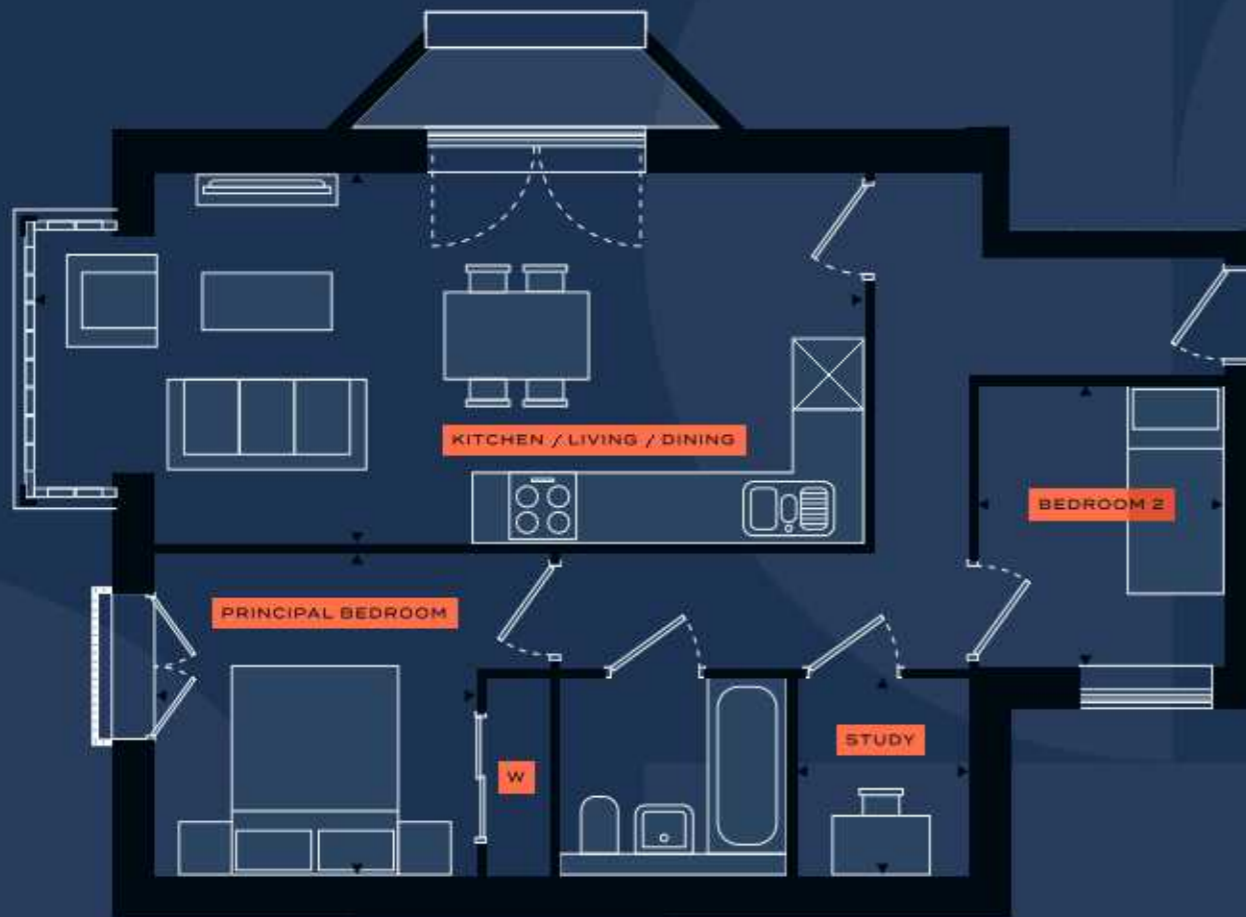 KITCHEN / LIVING / DINING
BEDROOM 2
PRINCIPAL BEDROOM
STUDY
W